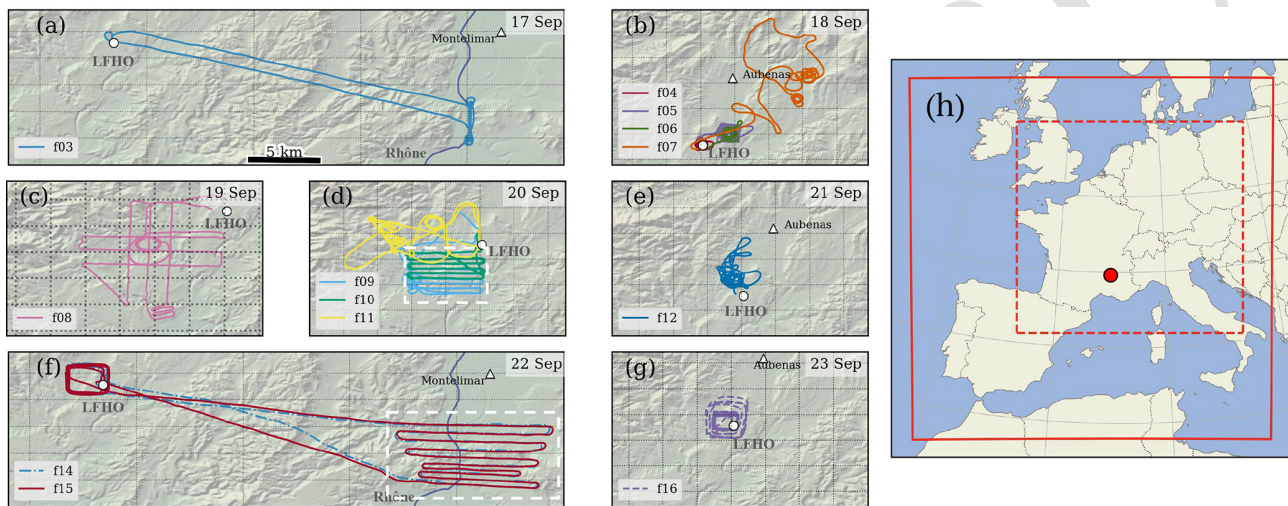 (a)
17 Sep
Montelimar
LFHO
f03
5 km
Rhône
(b)
18 Sep
Aubenas
f04
f05
f06
f07
LFHO
(c)
19 Sep
LFHO
f08
(d)
20 Sep
LFHO
f09
f10
f11
(e)
21 Sep
Aubenas
LFHO
f12
(f)
22 Sep
Montelimar
LFHO
f14
f15
Rhône
(g)
Aubenas
23 Sep
LFHO
f16
(h)